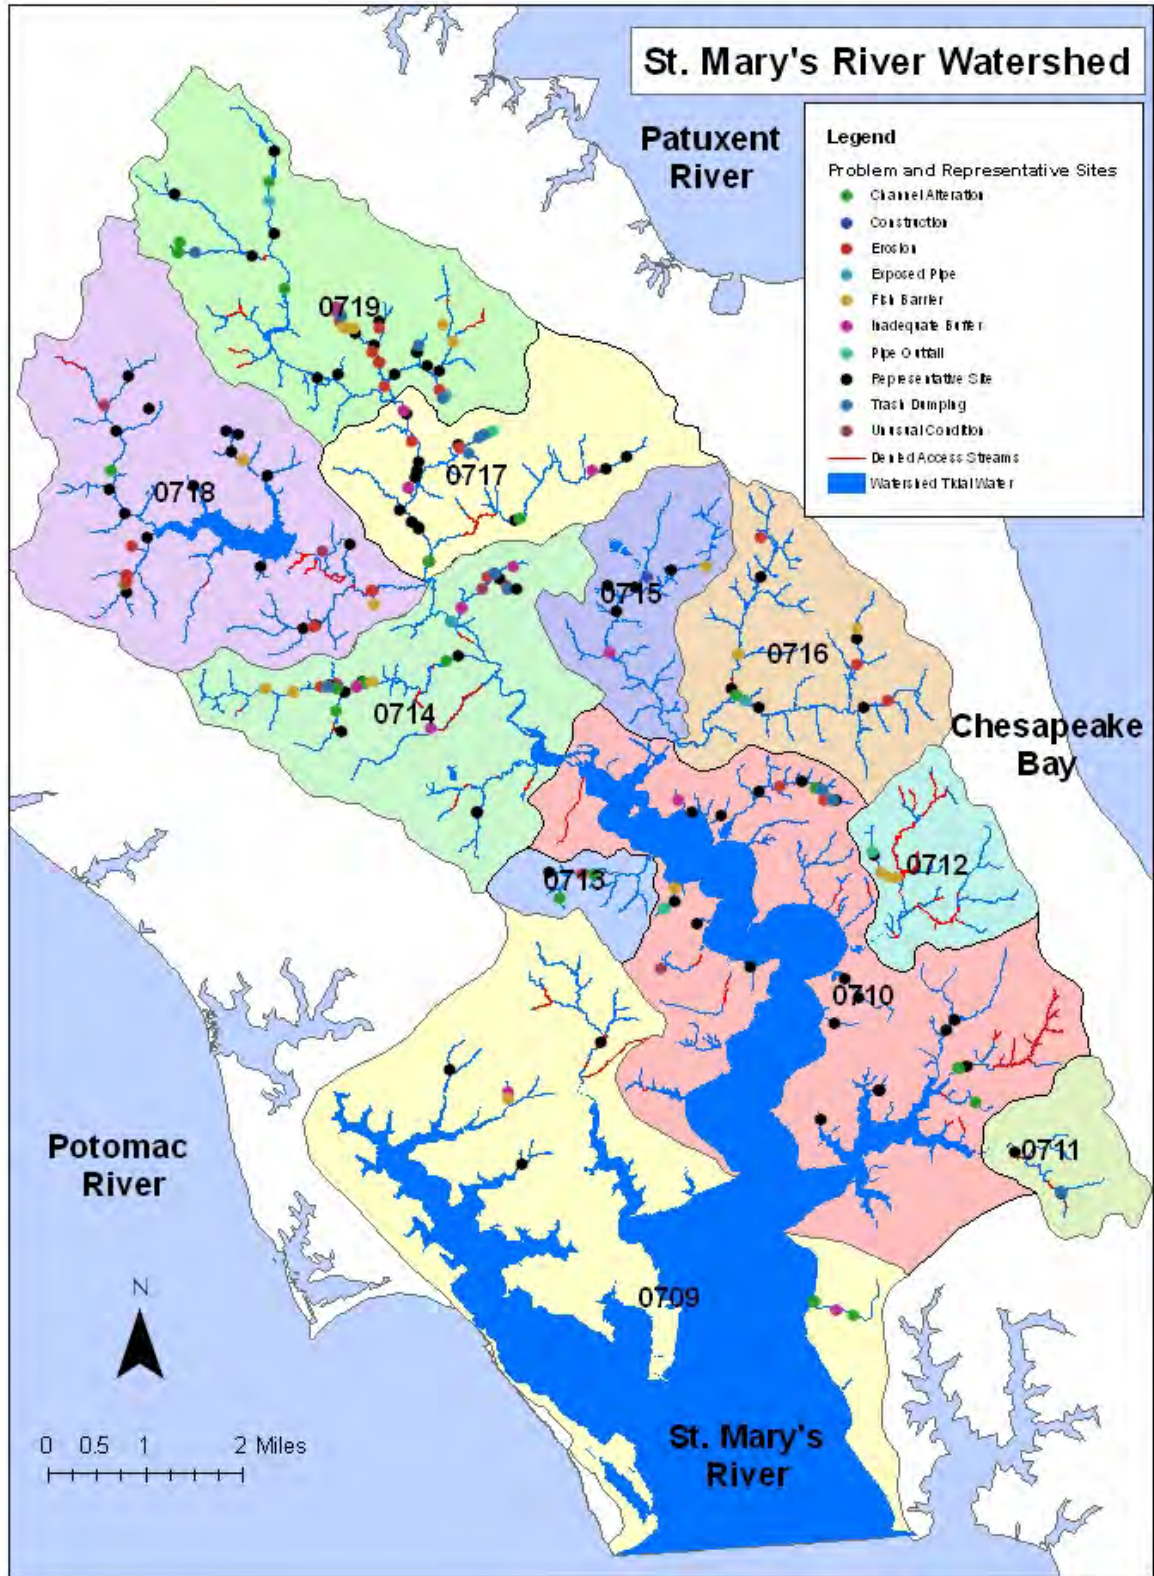 St. Mary's River Watershed
Patuxent
River
Legend
Problem and Representative Sites
Channel Alteration
Construction
Erosion
Exposed Pipe
Fish Barrier
Inadequate Buffer
Pipe Outfall
Representative Site
Trash Dumping
Unusual Condition
Denied Access Streams
Watershed Tidal Water
0719
0718
0717
0715
0716
0714
Chesapeake
Bay
0712
0713
0710
0711
Potomac
River
0709
N
St. Mary's
River
0 0.5 1 2 Miles